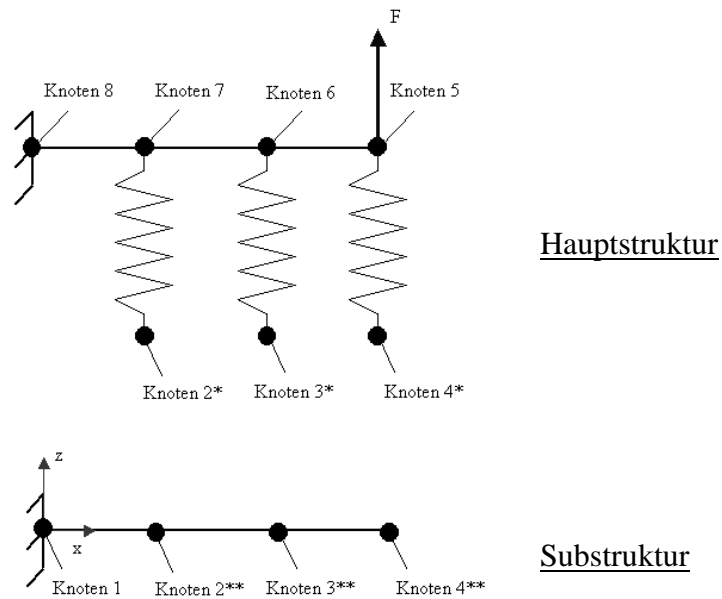 F
Knoten 8
Knoten 7
Knoten 6
Knoten 5
Hauptstruktur
Knoten 2*
Knoten 3*
Knoten 4*
z
x
Substruktur
Knoten 1
Knoten 2**
Knoten 3**
Knoten 4**